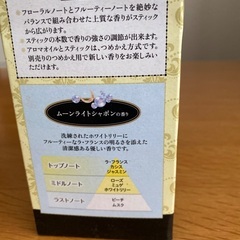 フローラルノートとフルーティーノートを絶妙な
バランスで組み合わせた上質な香りがスティック
から広がります。
•スティックの本数で香りの強さの調節が出来ます。
•アロマオイルとスティックは、つめかえ方式です。
別売りのつめかえ用で新しい香りをお楽しみい
ただけます。
ムーンライトシャボンの香り
洗練されたホワイトリリーに
フルーティーなラ・フランスの明るさを添えた
清潔感ある優しい香りです。
トップノート
ラ・フランス
カシス
ジャスミン
ミドルノート
ローズ
ミュゲ
ホワイトリリー
ラストノート
ピーチ
ムスク